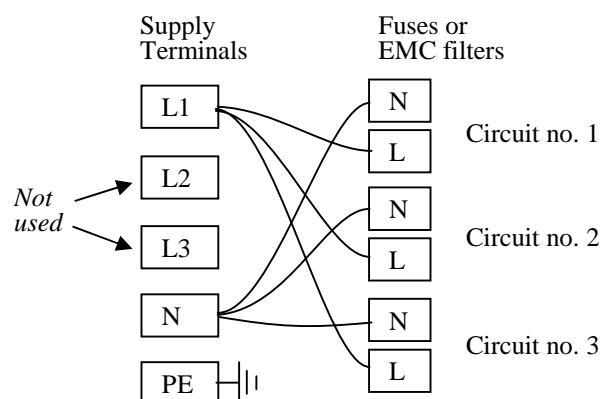 Supply
Terminals
Fuses or
EMC filters
L1
L2
L3
N
PE
Not
used
N
L
Circuit no. 1
N
L
Circuit no. 2
N
L
Circuit no. 3